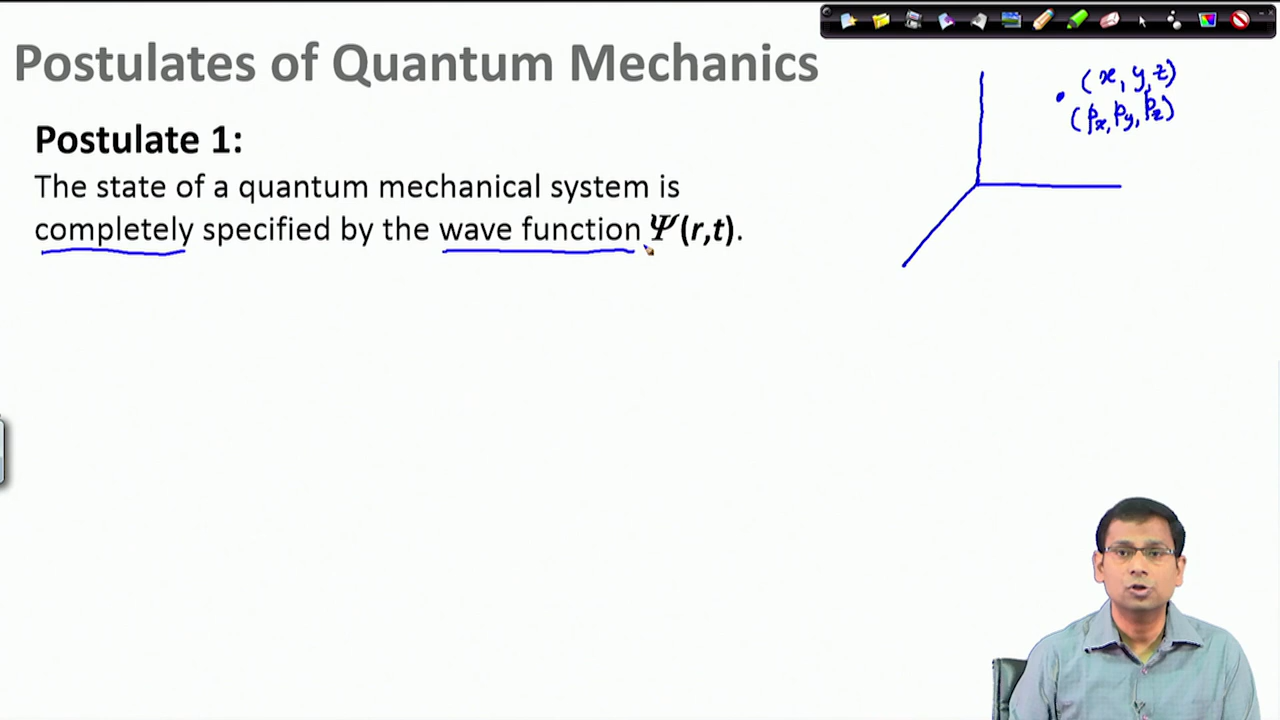 Postulates of Quantum Mechanics
(x, y, z)
(px, py, pz)
Postulate 1:
The state of a quantum mechanical system is
completely specified by the wave function Ψ(r,t).